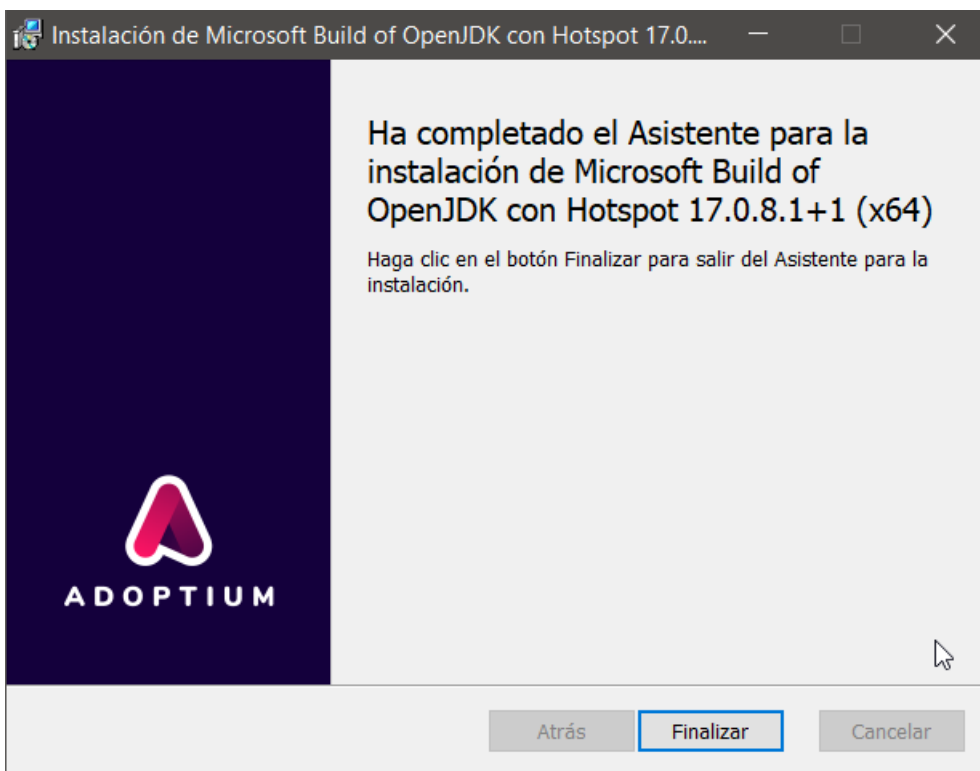 Instalación de Microsoft Build of OpenJDK con Hotspot 17.0....
Ha completado el Asistente para la
instalación de Microsoft Build of
OpenJDK con Hotspot 17.0.8.1+1 (x64)
Haga clic en el botón Finalizar para salir del Asistente para la
instalación.
ADOPTIUM
Atrás
Finalizar
Cancelar